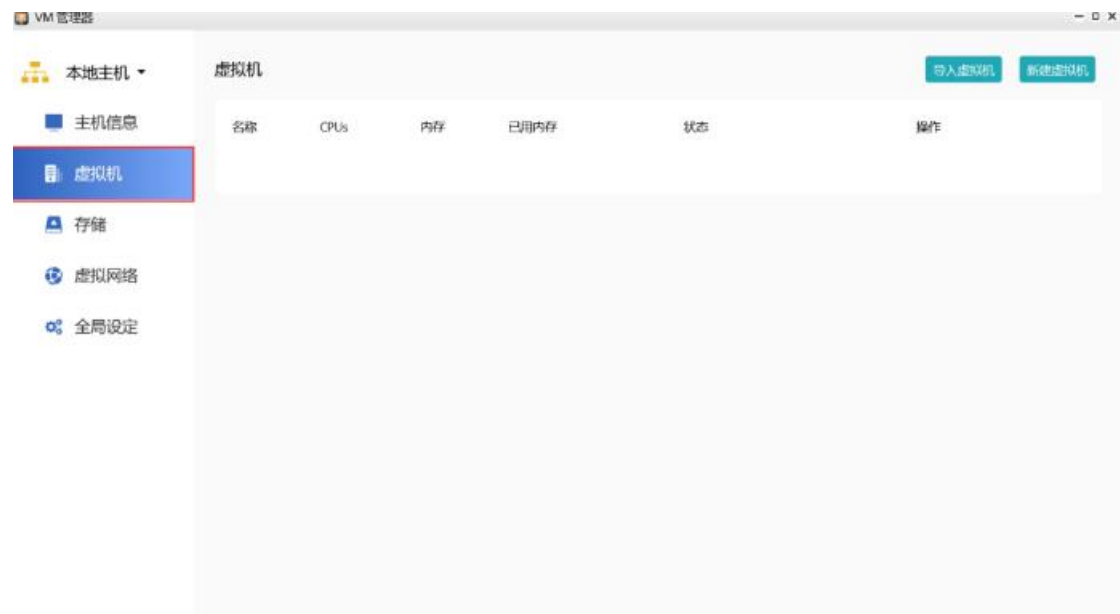 VM 管理器
本地主机
主机信息
虚拟机
存储
虚拟网络
全局设定
虚拟机
导入虚拟机 新建虚拟机
名称 CPUs 内存 已用内存 状态 操作